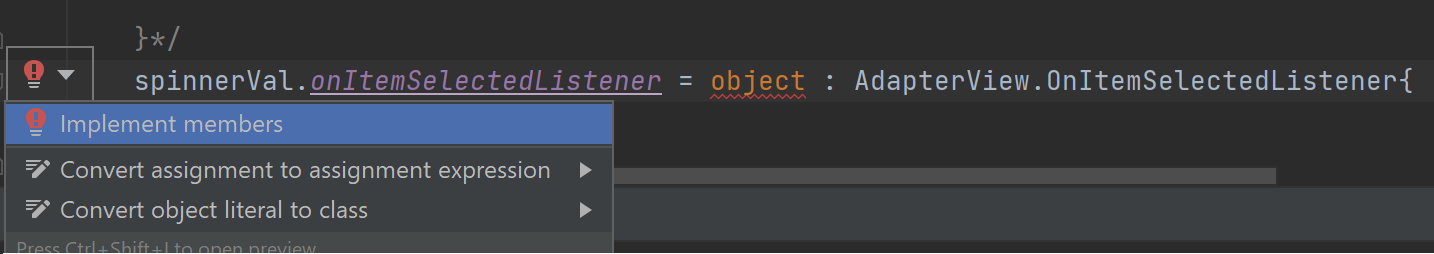 }*/
spinnerVal.onItemSelectedListener = object : AdapterView.OnItemSelectedListener{
Implement members
Convert assignment to assignment expression
Convert object literal to class
Press Ctrl+Shift+I to open preview